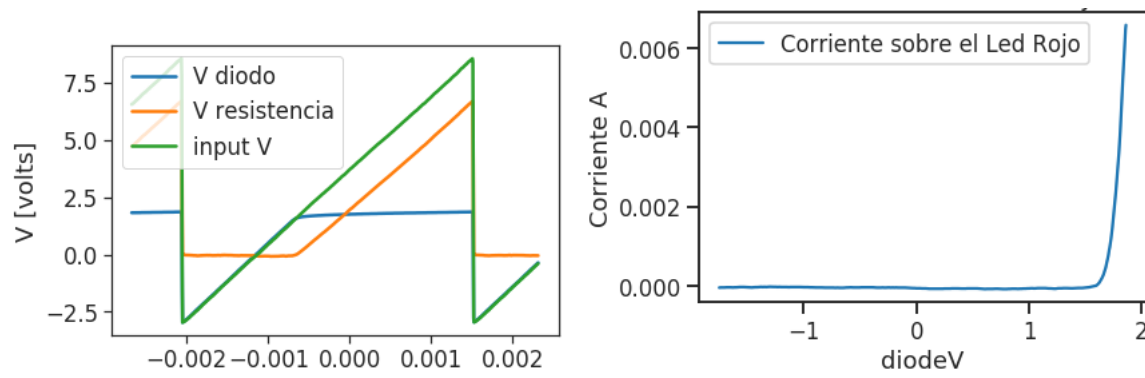 V [volts]
7.5
5.0
2.5
0.0
−2.5
V diodo
V resistencia
input V
−0.002 −0.001 0.000 0.001 0.002
Corriente A
0.006
0.004
0.002
0.000
Corriente sobre el Led Rojo
−1 0 1 2
diodeV